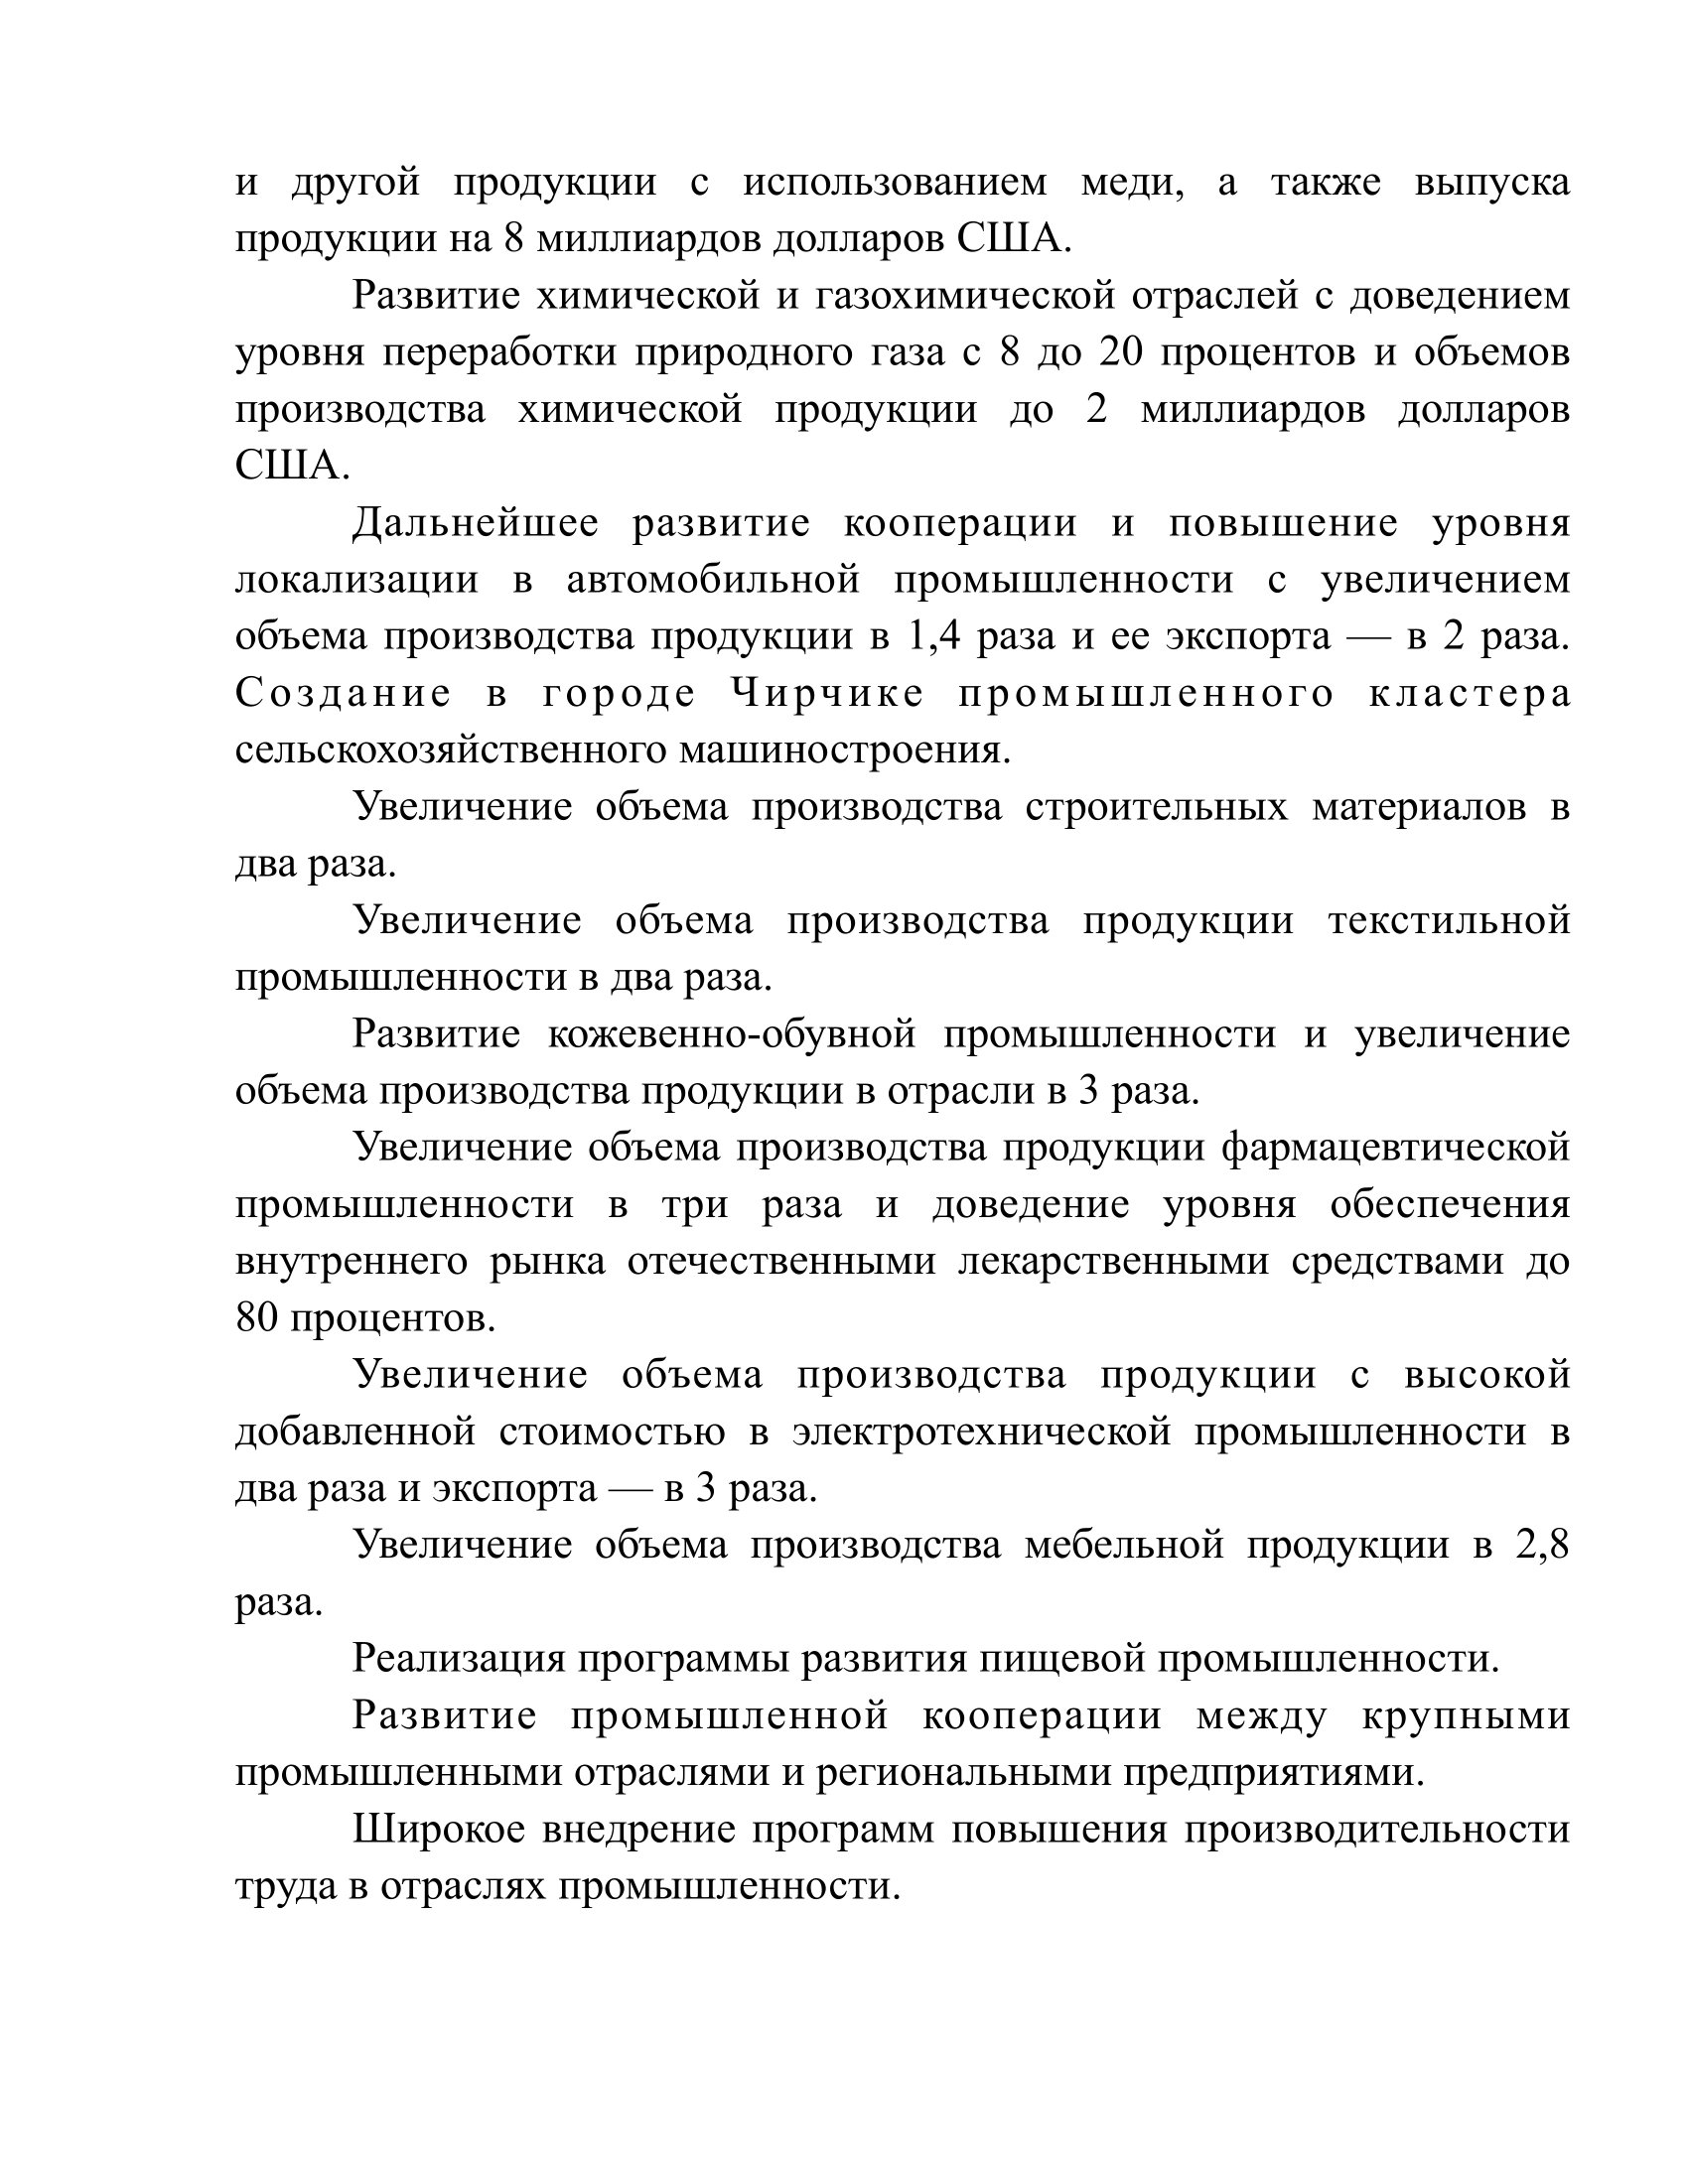 и другой продукции с использованием меди, а также выпуска
продукции на 8 миллиардов долларов США.
Развитие химической и газохимической отраслей с доведением
уровня переработки природного газа с 8 до 20 процентов и объемов
производства химической продукции до 2 миллиардов долларов
США.
Дальнейшее развитие кооперации и повышение уровня
локализации в автомобильной промышленности с увеличением
объема производства продукции в 1,4 раза и ее экспорта — в 2 раза.
Создание в городе Чирчике промышленного кластера
сельскохозяйственного машиностроения.
Увеличение объема производства строительных материалов в
два раза.
Увеличение объема производства продукции текстильной
промышленности в два раза.
Развитие кожевенно-обувной промышленности и увеличение
объема производства продукции в отрасли в 3 раза.
Увеличение объема производства продукции фармацевтической
промышленности в три раза и доведение уровня обеспечения
внутреннего рынка отечественными лекарственными средствами до
80 процентов.
Увеличение объема производства продукции с высокой
добавленной стоимостью в электротехнической промышленности в
два раза и экспорта — в 3 раза.
Увеличение объема производства мебельной продукции в 2,8
раза.
Реализация программы развития пищевой промышленности.
Развитие промышленной кооперации между крупными
промышленными отраслями и региональными предприятиями.
Широкое внедрение программ повышения производительности
труда в отраслях промышленности.